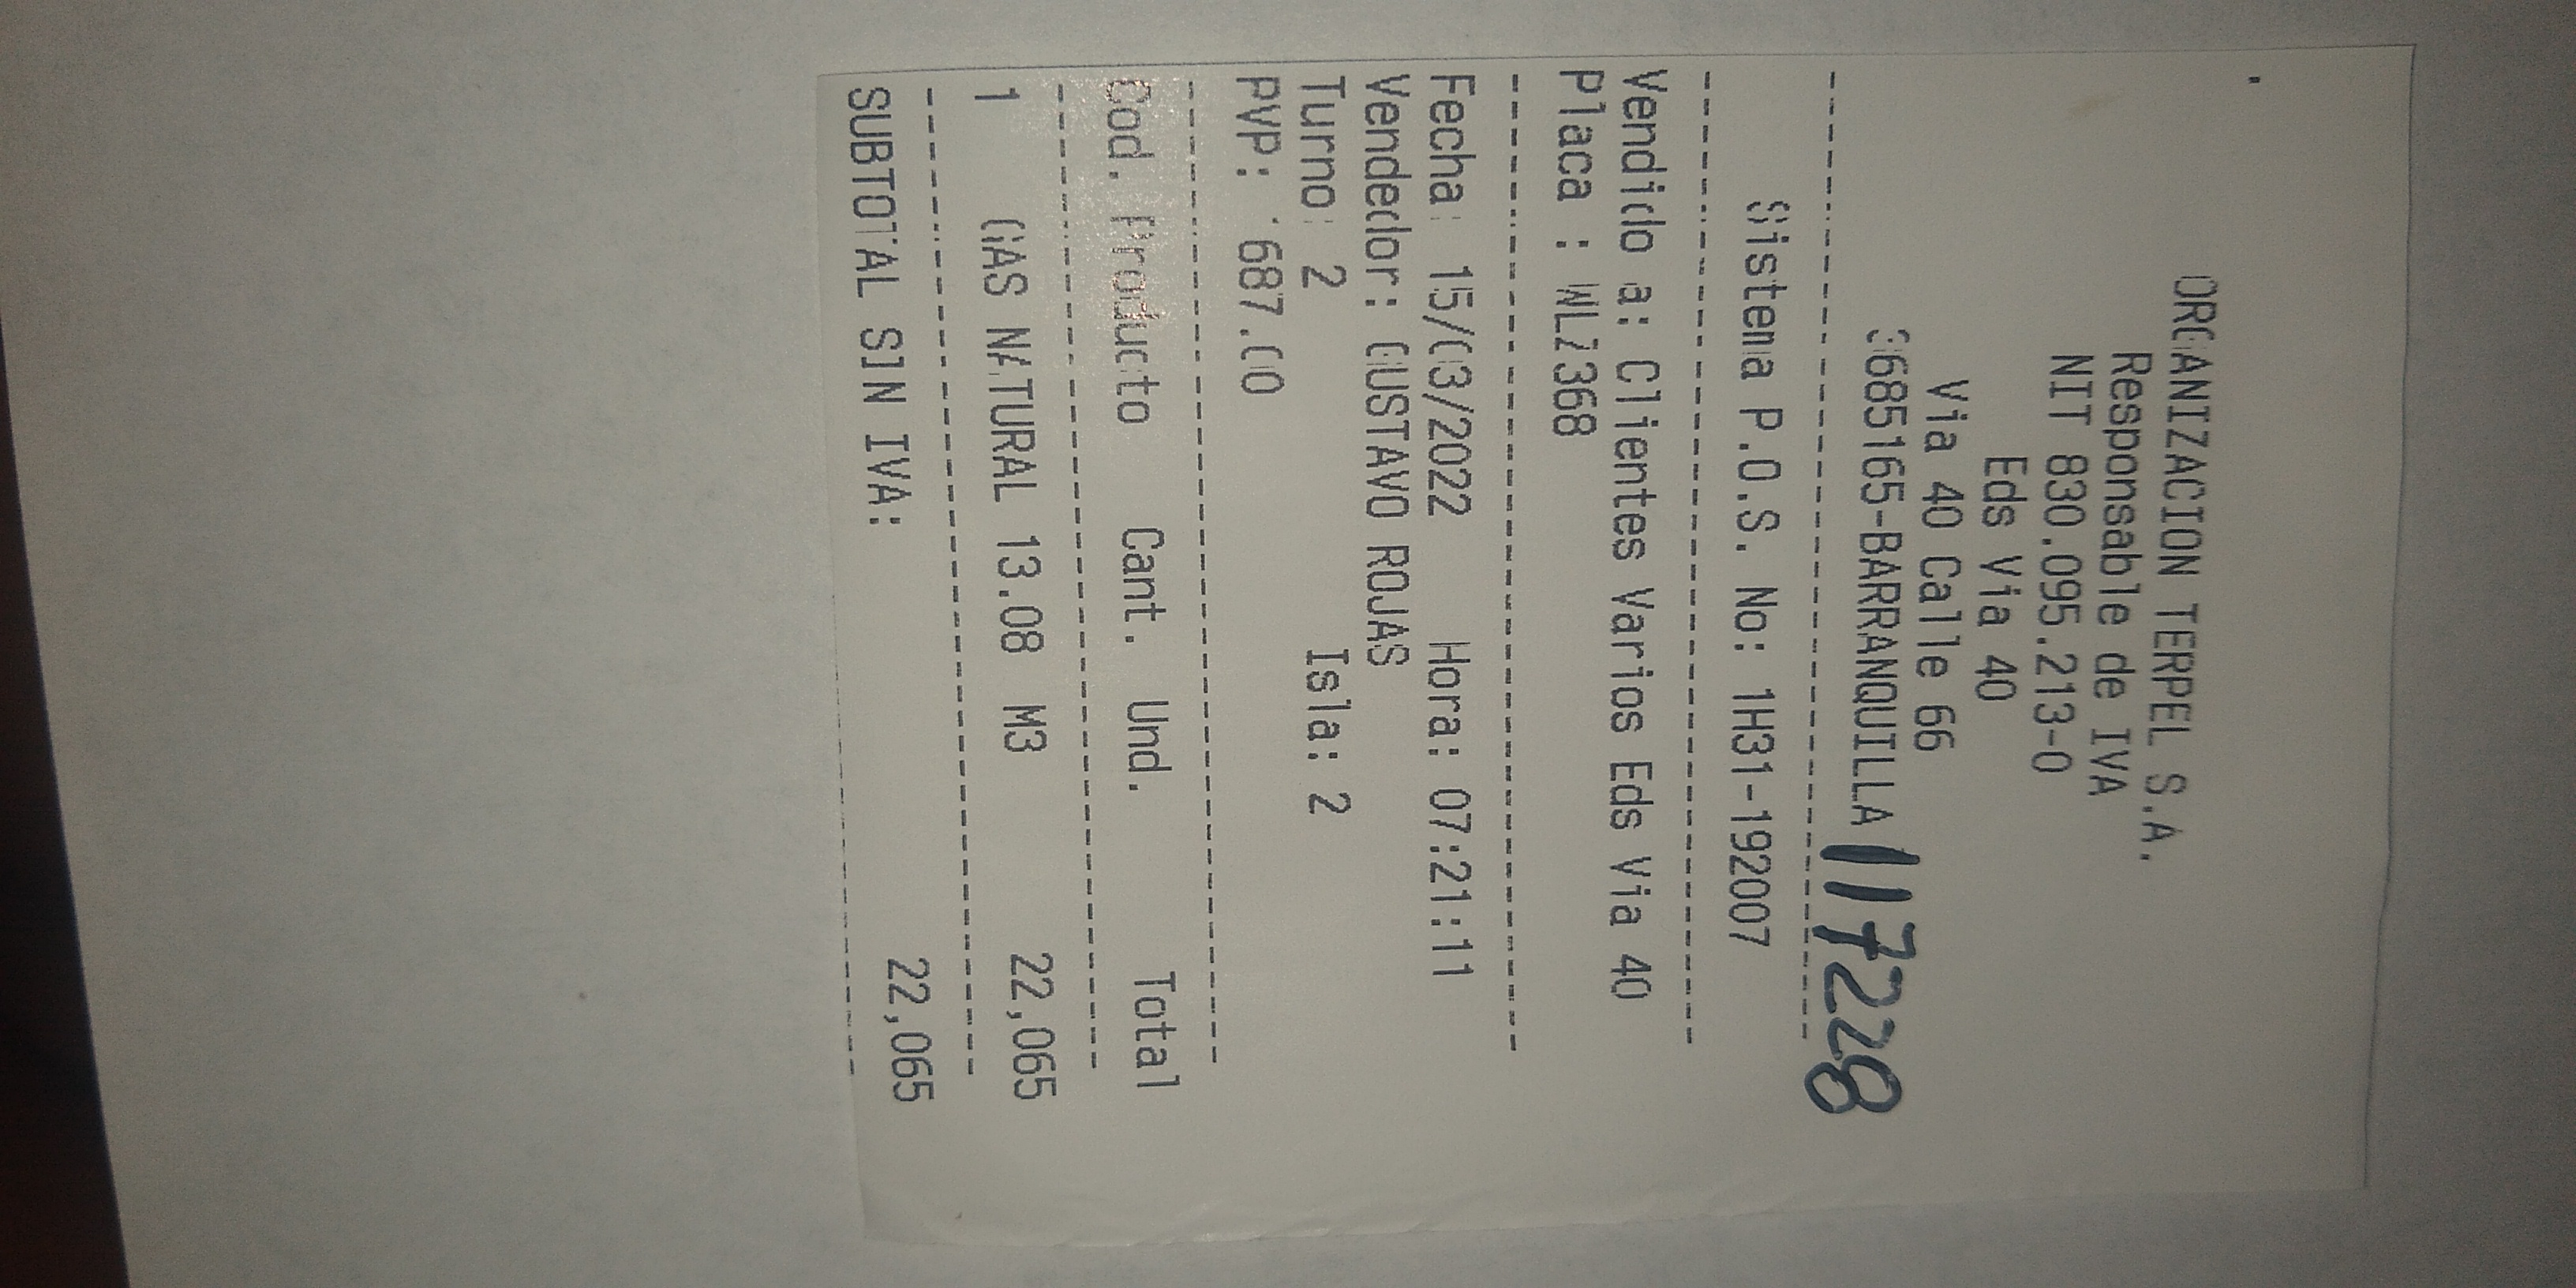 ORGANIZACION TERPEL S.A.
Responsable de IVA
NIT 830.095.213-0
Eds Via 40
Via 40 Calle 66
3685165-BARRANQUILLA 117228
Sistema P.O.S. No: 1H31-192007
Vendido a: Clientes Varios Eds Via 40
Placa : WLZ368
Fecha: 15/03/2022 Hora: 07:21:11
Vendedor: GUSTAVO ROJAS
Turno: 2 Isla: 2
PVP: 687.00
Cod. Producto Cant. Und. Total
1 GAS NATURAL 13.08 M3 22,065
SUBTOTAL SIN IVA: 22,065